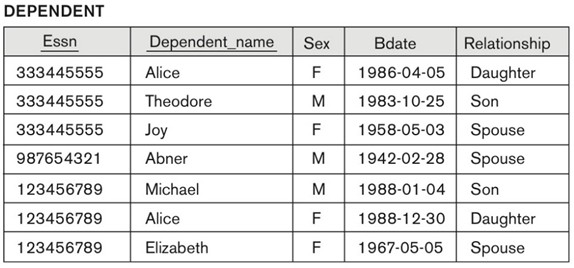 DEPENDENT
Essn Dependent_name Sex Bdate Relationship
333445555 Alice F 1986-04-05 Daughter
333445555 Theodore M 1983-10-25 Son
333445555 Joy F 1958-05-03 Spouse
987654321 Abner M 1942-02-28 Spouse
123456789 Michael M 1988-01-04 Son
123456789 Alice F 1988-12-30 Daughter
123456789 Elizabeth F 1967-05-05 Spouse